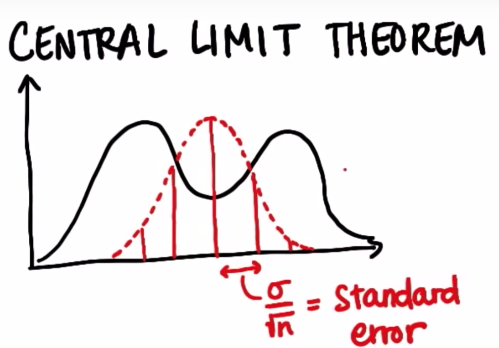 CENTRAL LIMIT THEOREM
σ/√n = Standard
error